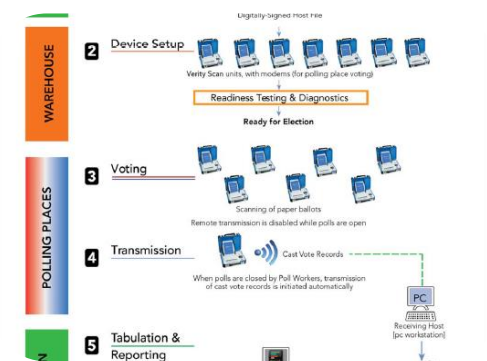 Digitally-Signed Host File
WAREHOUSE
2 Device Setup
Verity Scan units, with modems (for polling place voting)
Readiness Testing & Diagnostics
Ready for Election
POLLING PLACES
3 Voting
Scanning of paper ballots
Remote transmission is disabled while polls are open
4 Transmission
Cast Vote Records
When polls are closed by Poll Workers, transmission
of cast vote records is initiated automatically
PC
Receiving Host
[pc workstation]
5 Tabulation &
Reporting
N